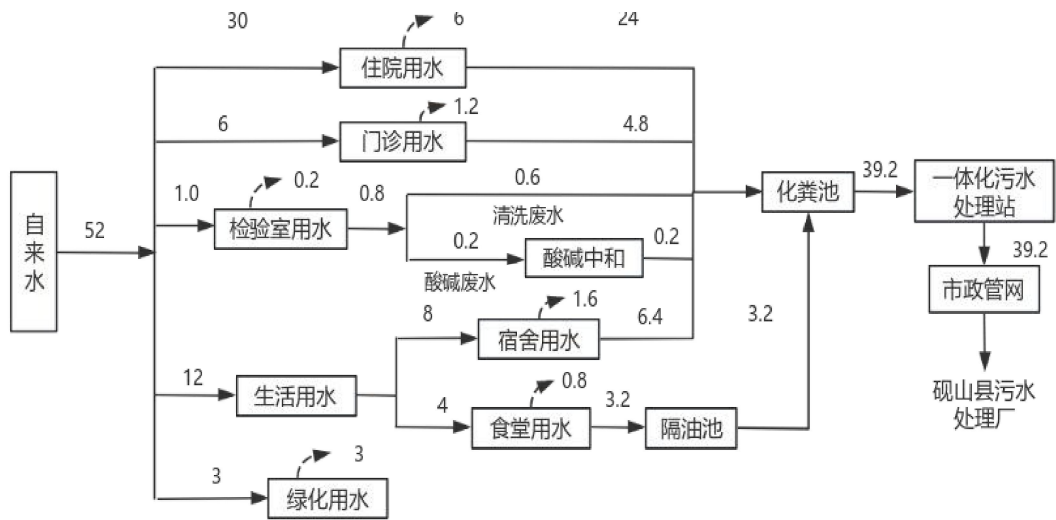 30
6
24
住院用水
6
1.2
4.8
门诊用水
自来水
52
1.0
0.2
0.8
0.6
检验室用水
清洗废水
0.2
0.2
酸碱中和
酸碱废水
化粪池
39.2
一体化污水
处理站
39.2
市政管网
砚山县污水
处理厂
12
生活用水
8
1.6
6.4
宿舍用水
3.2
4
0.8
3.2
食堂用水
隔油池
3
3
绿化用水